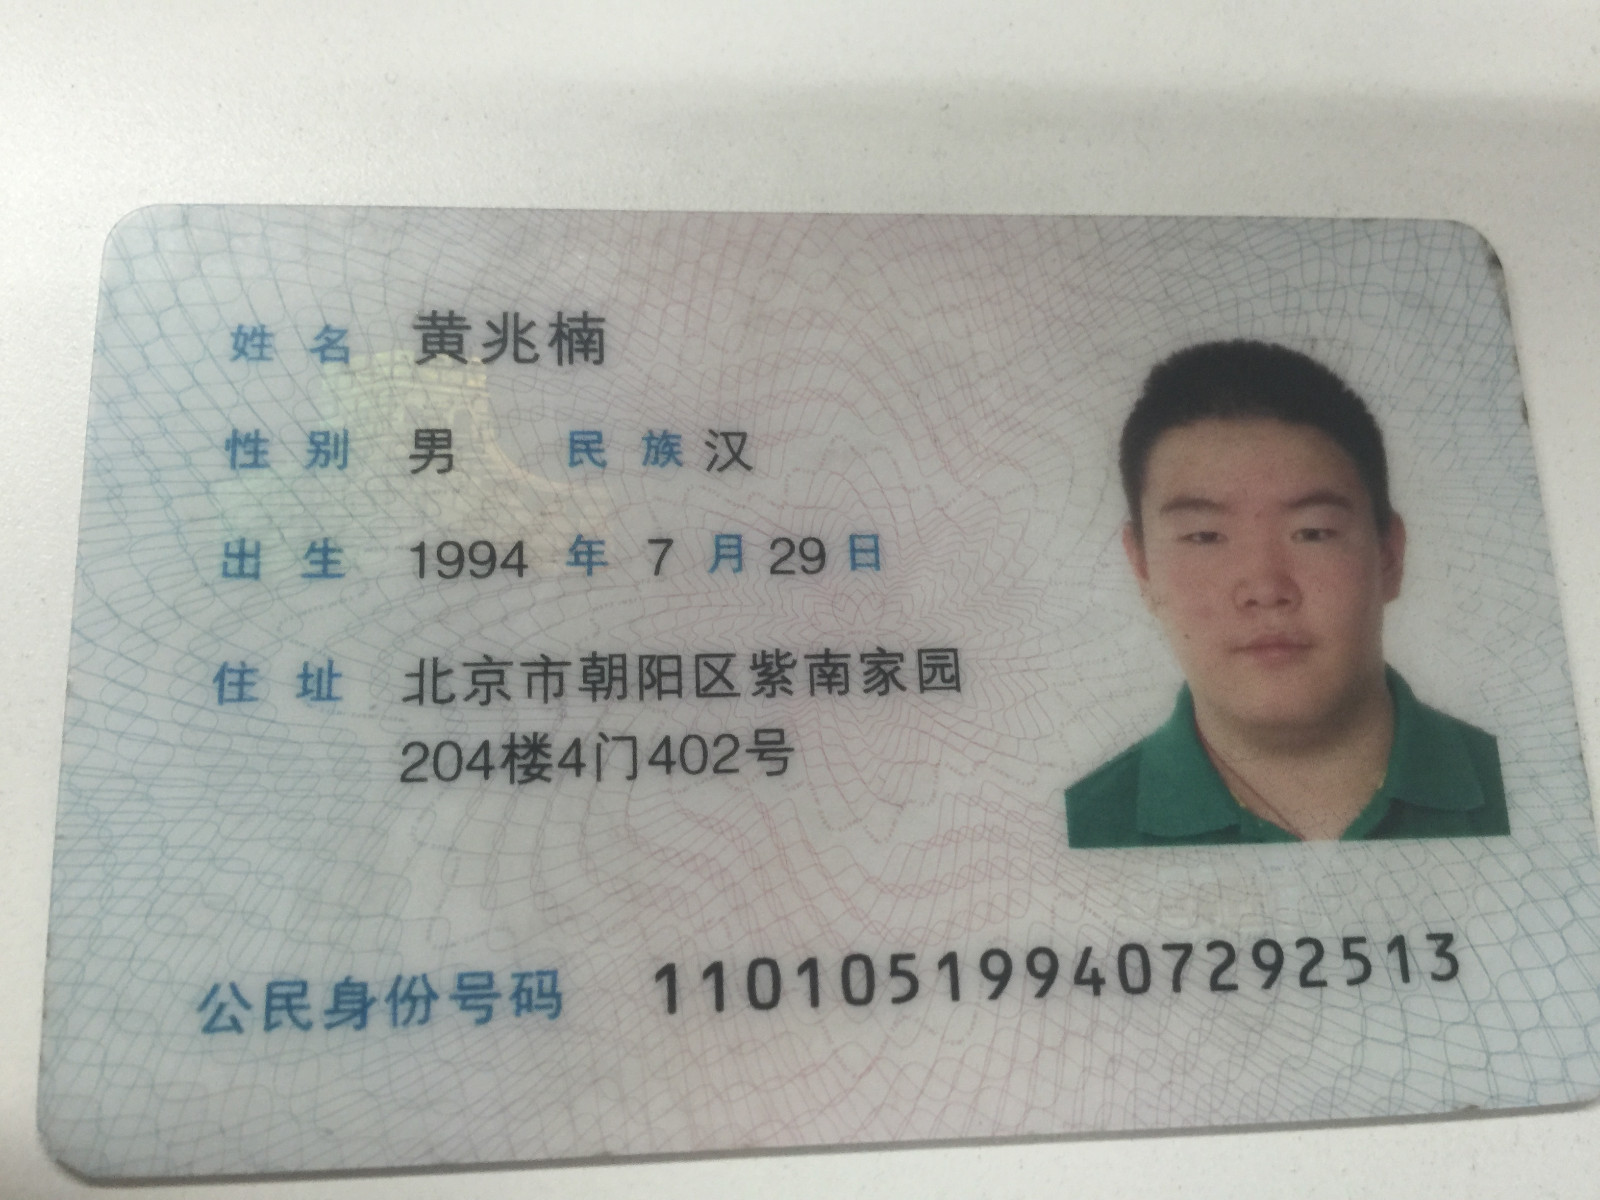 姓名 黄兆楠
性别 男 民族 汉
出生 1994 年 7 月 29 日
住址 北京市朝阳区紫南家园
204楼4门402号
公民身份号码 110105199407292513